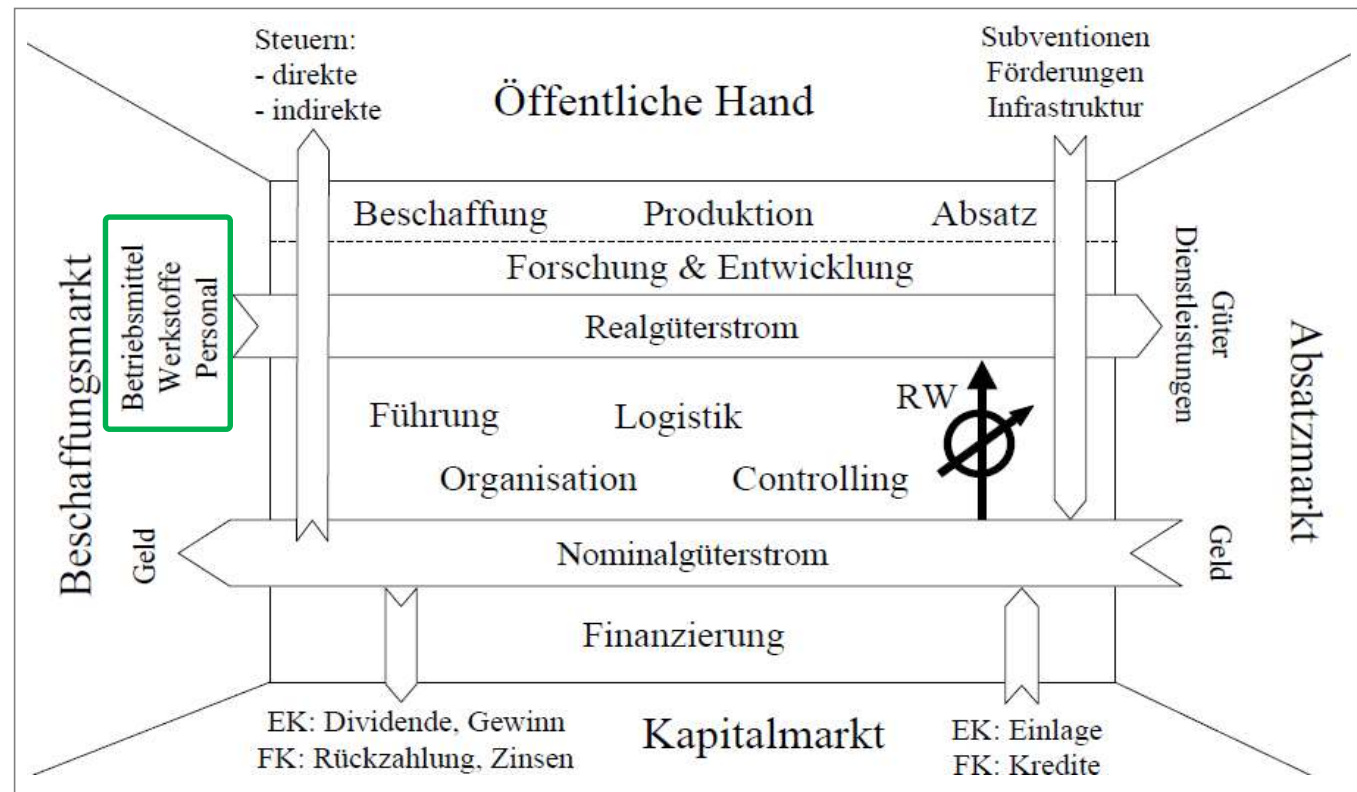 Steuern:
- direkte
- indirekte
Öffentliche Hand
Subventionen
Förderungen
Infrastruktur
Beschaffungsmarkt
Betriebsmittel
Werkstoffe
Personal
Geld
Beschaffung Produktion Absatz
Forschung & Entwicklung
Realgüterstrom
Führung Logistik RW
Organisation Controlling
Nominalgüterstrom
Finanzierung
Güter
Dienstleistungen
Geld
Absatzmarkt
EK: Dividende, Gewinn
FK: Rückzahlung, Zinsen
Kapitalmarkt
EK: Einlage
FK: Kredite